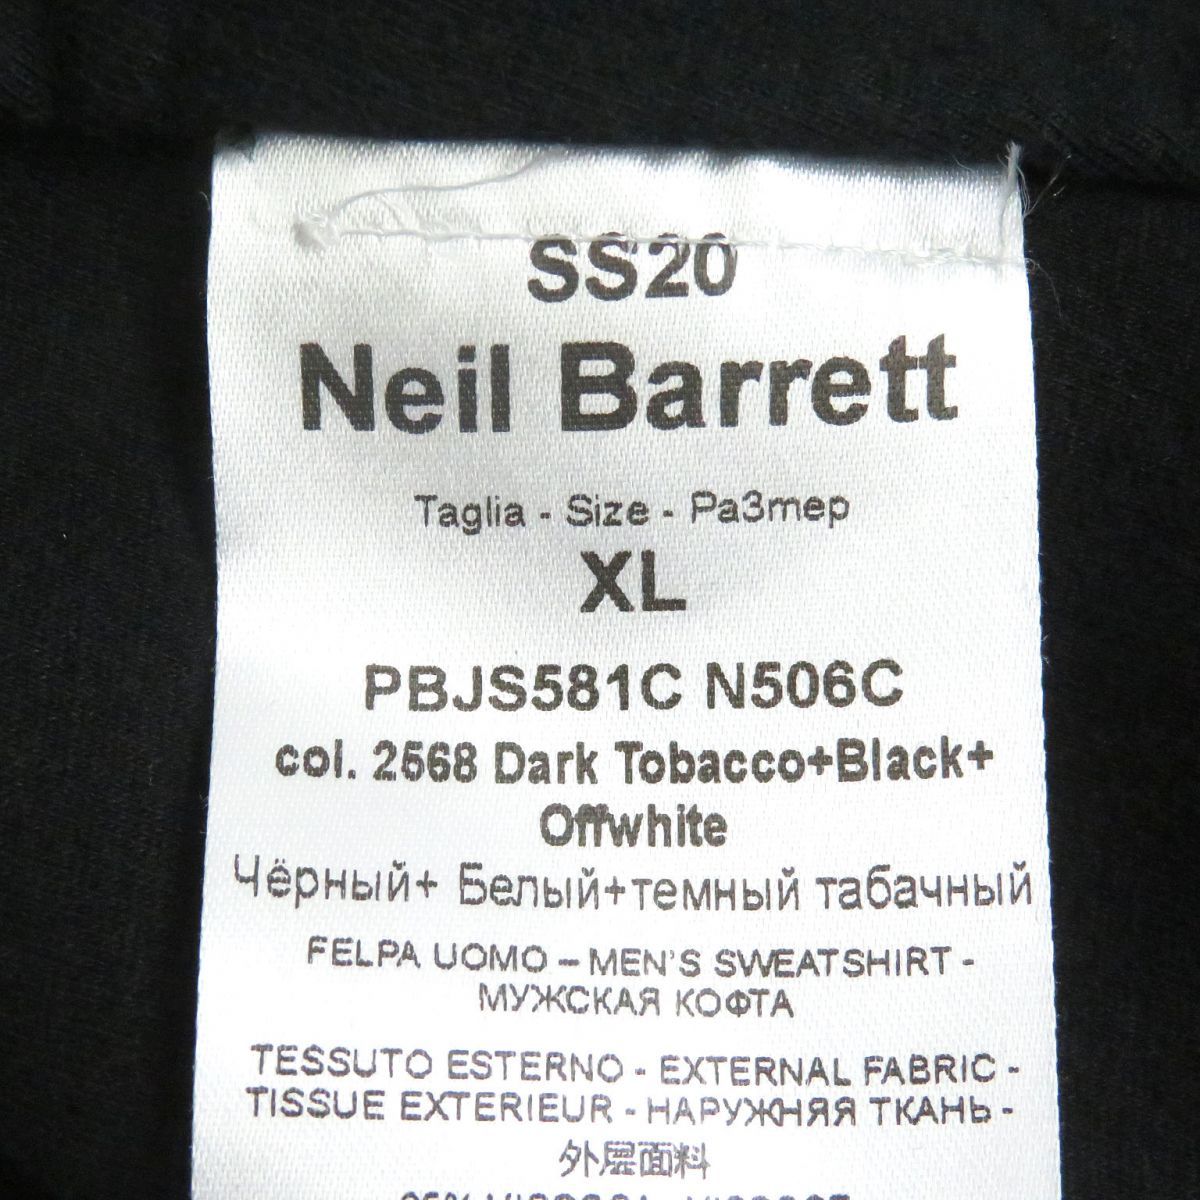 SS20
Neil Barrett
Taglia - Size - Pa3mep
XL
PBJS581C N506C
col. 2568 Dark Tobacco+Black+
Offwhite
Чёрный+ Белый+темный табачный
FELPA UOMO – MEN'S SWEATSHIRT -
МУЖСКАЯ КОФТА
TESSUTO ESTERNO - EXTERNAL FABRIC -
TISSUE EXTERIEUR - НАРУЖНЯЯ ТКАНЬ -
外层面料